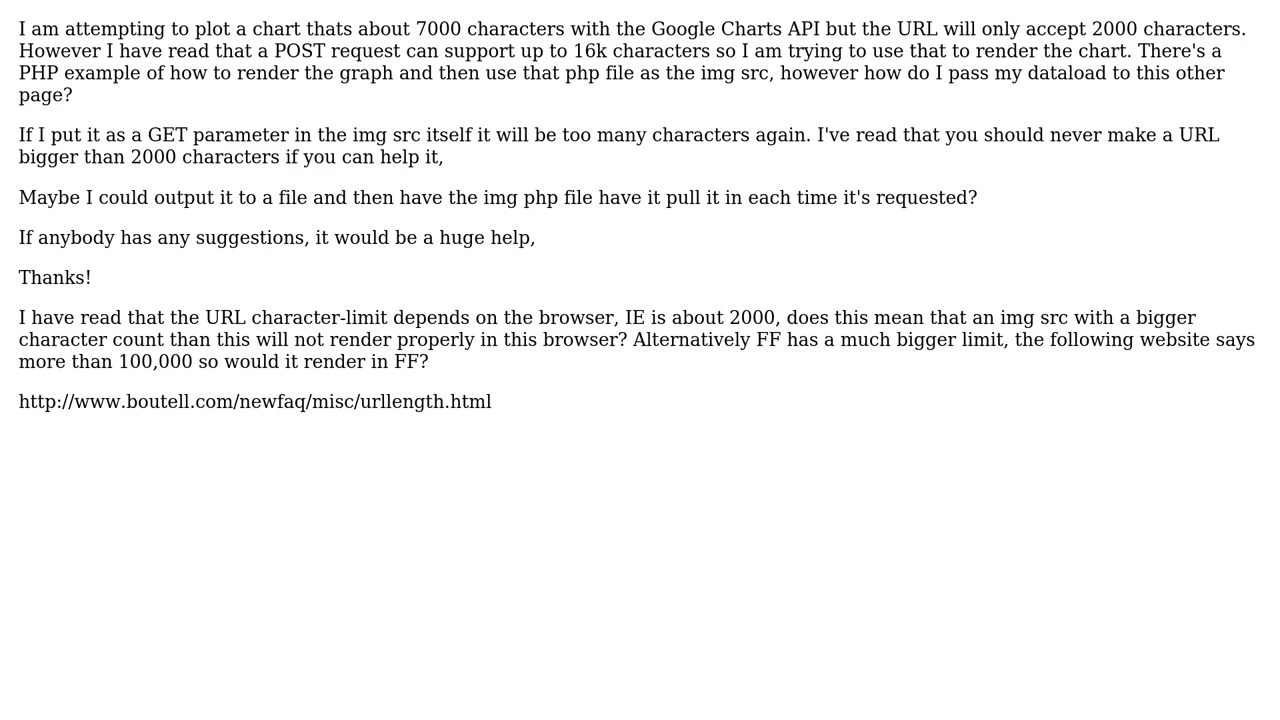 I am attempting to plot a chart thats about 7000 characters with the Google Charts API but the URL will only accept 2000 characters.
However I have read that a POST request can support up to 16k characters so I am trying to use that to render the chart. There's a
PHP example of how to render the graph and then use that php file as the img src, however how do I pass my dataload to this other
page?
If I put it as a GET parameter in the img src itself it will be too many characters again. I've read that you should never make a URL
bigger than 2000 characters if you can help it,
Maybe I could output it to a file and then have the img php file have it pull it in each time it's requested?
If anybody has any suggestions, it would be a huge help,
Thanks!
I have read that the URL character-limit depends on the browser, IE is about 2000, does this mean that an img src with a bigger
character count than this will not render properly in this browser? Alternatively FF has a much bigger limit, the following website says
more than 100,000 so would it render in FF?
http://www.boutell.com/newfaq/misc/urllength.html